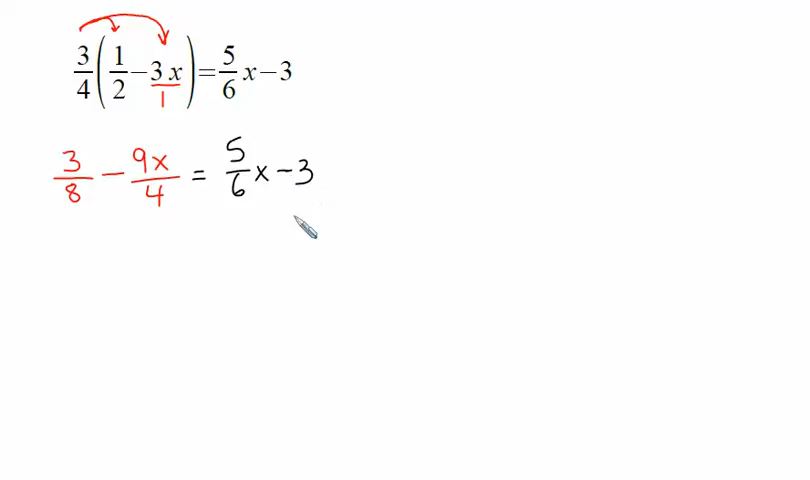 3/4(1/2−3x/1)=5/6x−3
3/8 − 9x/4 = 5/6x − 3